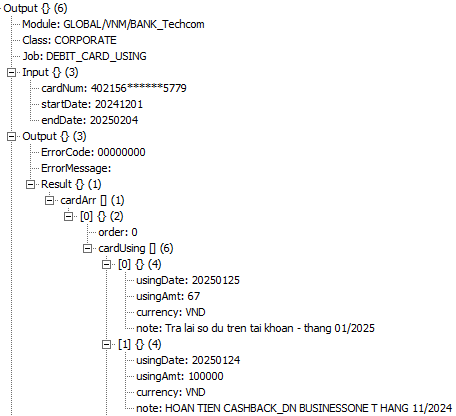 Output {} (6)
Module: GLOBAL/VNM/BANK_Techcom
Class: CORPORATE
Job: DEBIT_CARD_USING
Input {} (3)
cardNum: 402156******5779
startDate: 20241201
endDate: 20250204
Output {} (3)
ErrorCode: 00000000
ErrorMessage:
Result {} (1)
cardArr [] (1)
[0] {} (2)
order: 0
cardUsing [] (6)
[0] {} (4)
usingDate: 20250125
usingAmt: 67
currency: VND
note: Tra lai so du tren tai khoan - thang 01/2025
[1] {} (4)
usingDate: 20250124
usingAmt: 100000
currency: VND
note: HOAN TIEN CASHBACK_DN BUSINESSONE T HANG 11/2024